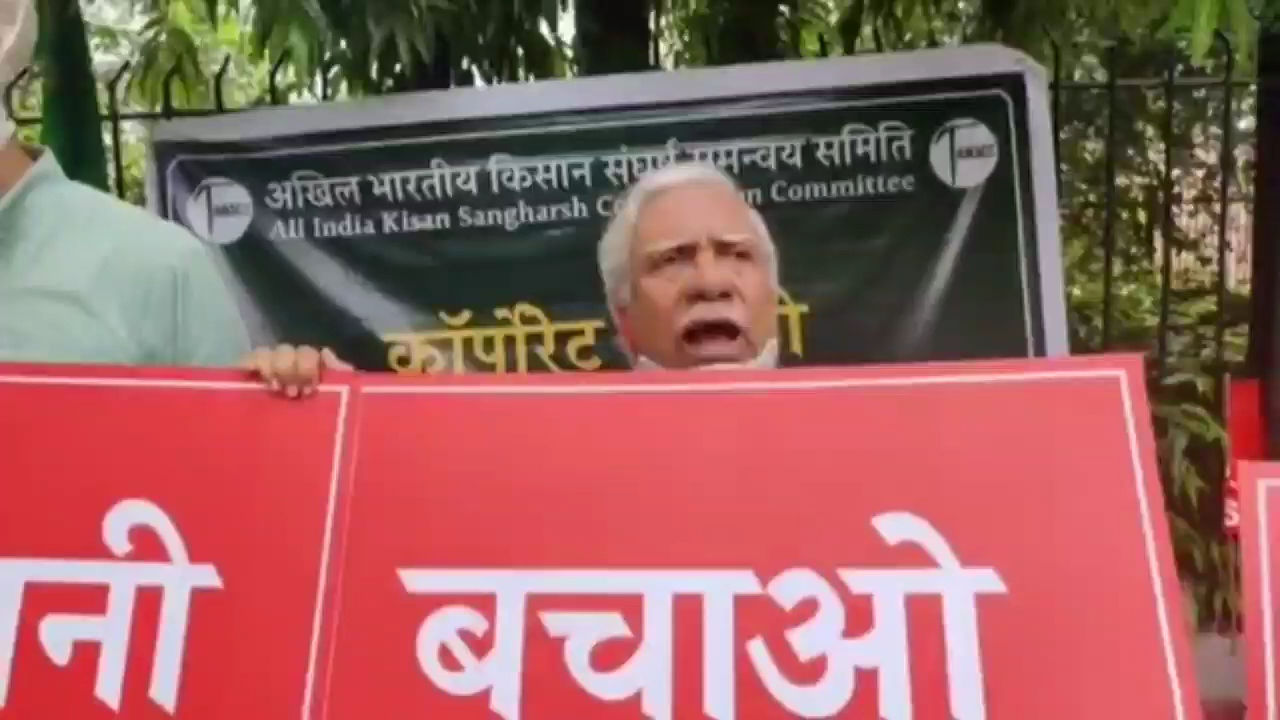 अखिल भारतीय किसान संघर्ष समन्वय समिति
All India Kisan Sangharsh Committee
कॉर्पोरेट
बचाओ